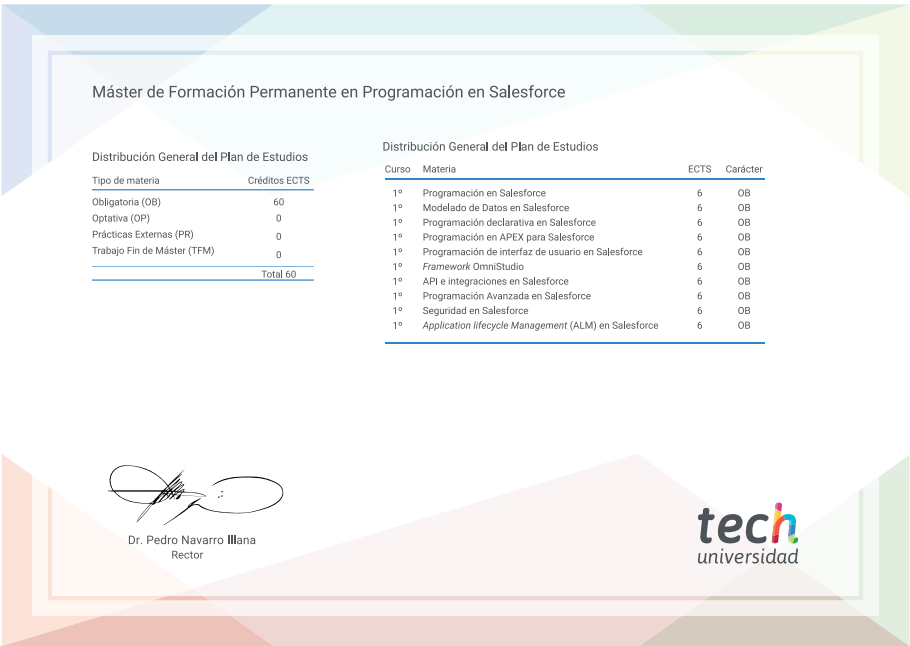 Máster de Formación Permanente en Programación en Salesforce
Distribución General del Plan de Estudios
Tipo de materia Créditos ECTS
Obligatoria (OB) 60
Optativa (OP) 0
Prácticas Externas (PR) 0
Trabajo Fin de Máster (TFM) 0
Total 60
Distribución General del Plan de Estudios
Curso Materia ECTS Carácter
1º Programación en Salesforce 6 OB
1º Modelado de Datos en Salesforce 6 OB
1º Programación declarativa en Salesforce 6 OB
1º Programación en APEX para Salesforce 6 OB
1º Programación de interfaz de usuario en Salesforce 6 OB
1º Framework OmniStudio 6 OB
1º API e integraciones en Salesforce 6 OB
1º Programación Avanzada en Salesforce 6 OB
1º Seguridad en Salesforce 6 OB
1º Application lifecycle Management (ALM) en Salesforce 6 OB
Dr. Pedro Navarro Illana
Rector
tech
universidad